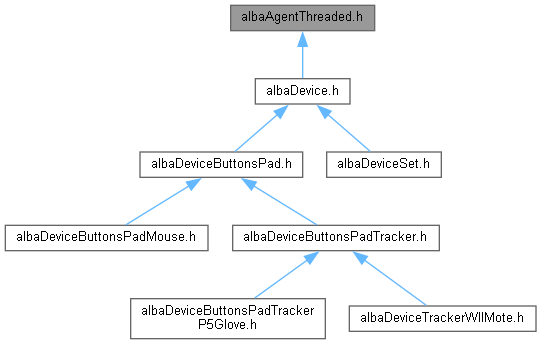 albaAgentThreaded.h
albaDevice.h
albaDeviceButtonsPad.h
albaDeviceSet.h
albaDeviceButtonsPadMouse.h
albaDeviceButtonsPadTracker.h
albaDeviceButtonsPadTracker
P5Glove.h
albaDeviceTrackerWIIMote.h